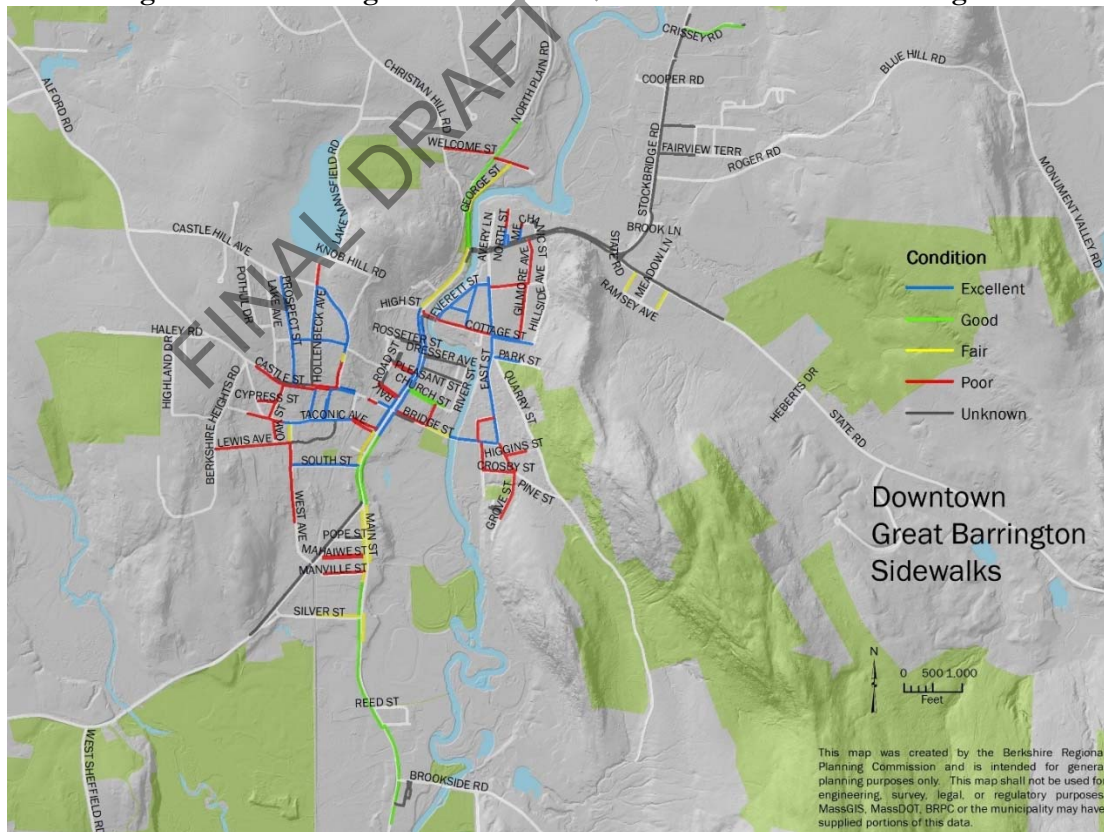 FINAL DRAFT
CRISSEY RD
COOPER RD
BLUE HILL RD
CHRISTIAN HILL RD
NORTH PLAIN RD
ALFORD RD
WELCOME ST
FAIRVIEW TERR
ROGER RD
STOCKBRIDGE RD
MONUMENT VALLEY RD
GEORGE ST
LAKE MANSFIELD RD
CASTLE HILL AVE
KNOB HILL RD
AVERY LN
NORTH ST
BROOK LN
STATE RD
MEADOW LN
RAMSEY AVE
POTHUL DR
LAKE AVE
PROSPECT ST
HOLLENBECK AVE
HIGH ST
EVERETT ST
GILMORE AVE
HILLSIDE AVE
HALEY RD
HIGHLAND DR
ROSSETER ST
COTTAGE ST
DRESSER AVE
PARK ST
CASTLE ST
PLEASANT ST
CHURCH ST
RIVER ST
EAST ST
QUARRY ST
CYPRESS ST
BERKSHIRE HEIGHTS RD
OAK ST
TACONIC AVE
BRIDGE ST
LEWIS AVE
SOUTH ST
HIGGINS ST
CROSBY ST
GROVE ST
PINE ST
WEST AVE
POPE ST
MAHAIWE ST
MAIN ST
MANVILLE ST
SILVER ST
REED ST
BROOKSIDE RD
WEST SHEFFIELD RD
HEBERTS DR
STATE RD
Condition
Excellent
Good
Fair
Poor
Unknown
Downtown
Great Barrington
Sidewalks
N
0 500 1,000
Feet
This map was created by the Berkshire Regional
Planning Commission and is intended for general
planning purposes only. This map shall not be used for
engineering, survey, legal, or regulatory purposes.
MassGIS, MassDOT, BRPC or the municipality may have
supplied portions of this data.